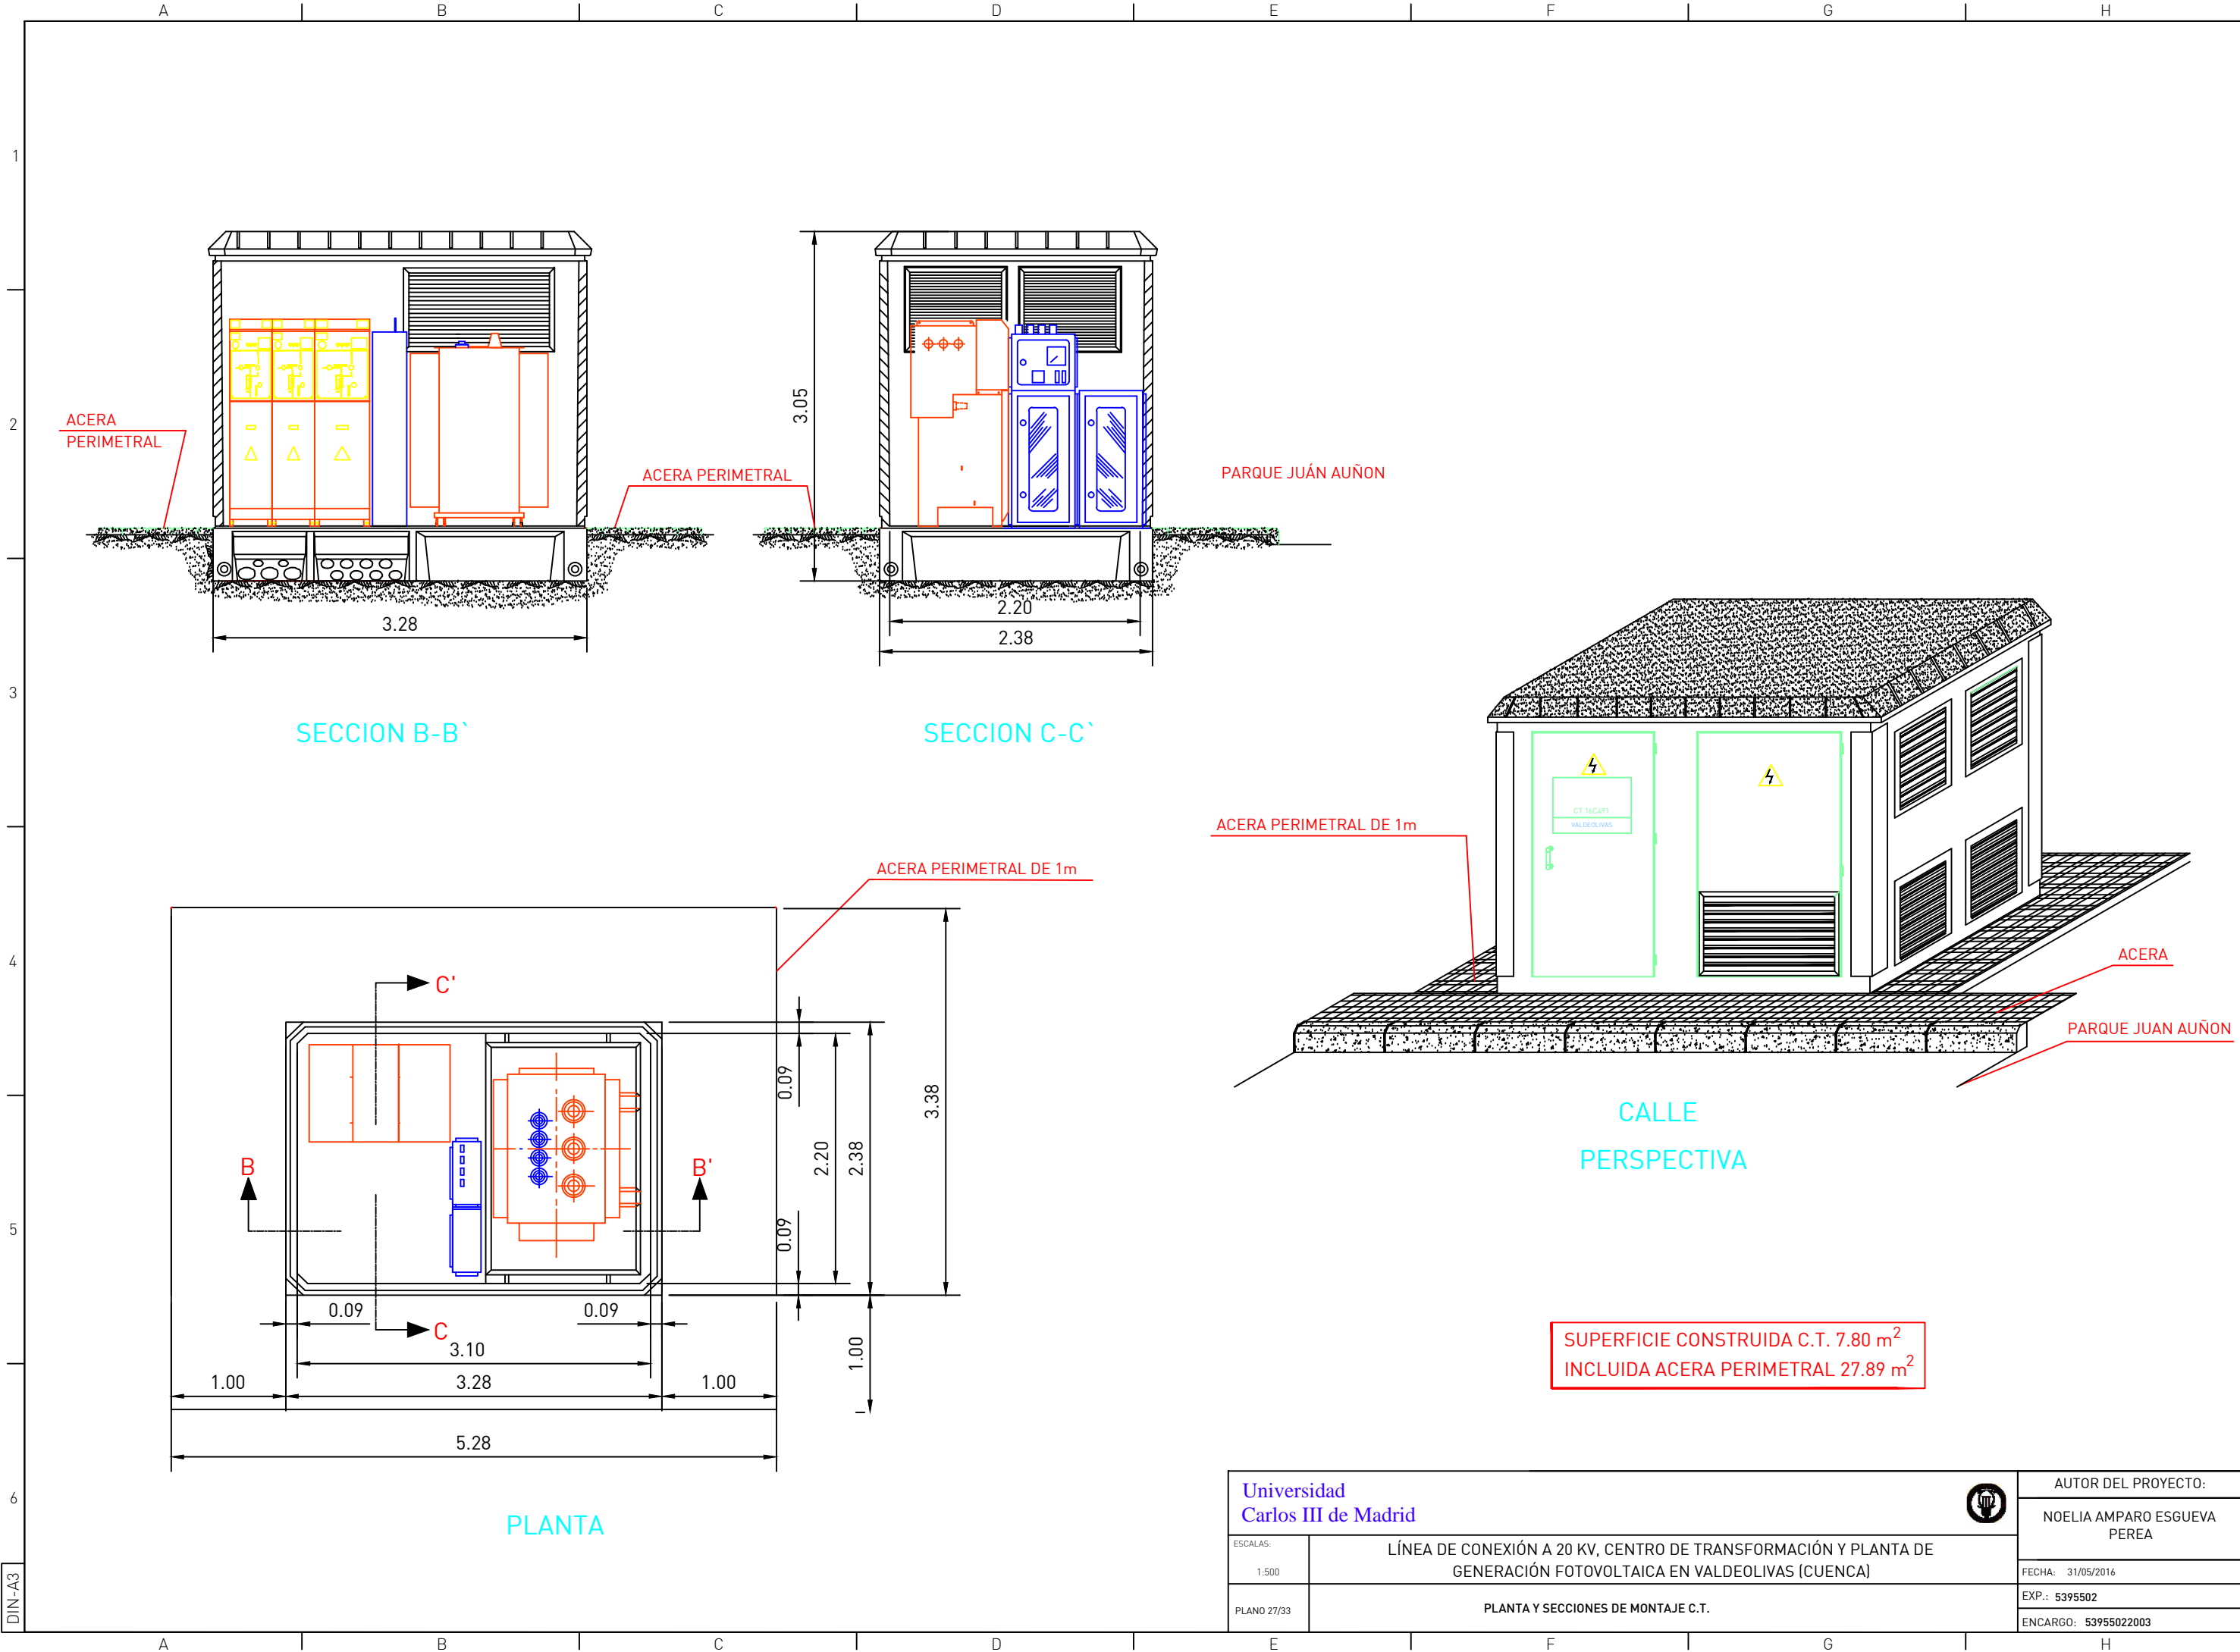 A B C D E F G H
1
2
3
4
5
6
DIN-A3
ACERA
PERIMETRAL
ACERA PERIMETRAL
3.28
SECCION B-B`
3.05
2.20
2.38
SECCION C-C`
PARQUE JUÁN AUÑON
ACERA PERIMETRAL DE 1m
C'
B
B'
C
0.09
2.20
2.38
3.38
0.09
1.00
0.09
0.09
3.10
1.00
3.28
1.00
5.28
PLANTA
ACERA PERIMETRAL DE 1m
CT 16C491
VALDEOLIVAS
ACERA
PARQUE JUAN AUÑON
CALLE
PERSPECTIVA
SUPERFICIE CONSTRUIDA C.T. 7.80 m²
INCLUIDA ACERA PERIMETRAL 27.89 m²
Universidad
Carlos III de Madrid
ESCALAS:
1:500
LÍNEA DE CONEXIÓN A 20 KV, CENTRO DE TRANSFORMACIÓN Y PLANTA DE
GENERACIÓN FOTOVOLTAICA EN VALDEOLIVAS (CUENCA)
PLANO 27/33
PLANTA Y SECCIONES DE MONTAJE C.T.
AUTOR DEL PROYECTO:
NOELIA AMPARO ESGUEVA
PEREA
FECHA: 31/05/2016
EXP.: 5395502
ENCARGO: 53955022003
A B C D E F G H